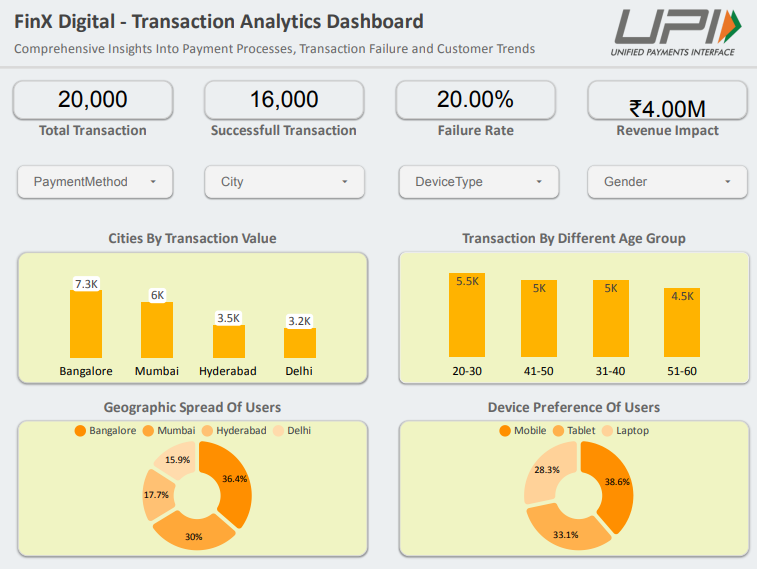 FinX Digital - Transaction Analytics Dashboard
Comprehensive Insights Into Payment Processes, Transaction Failure and Customer Trends
UPI
UNIFIED PAYMENTS INTERFACE
20,000
Total Transaction
16,000
Successfull Transaction
20.00%
Failure Rate
₹4.00M
Revenue Impact
PaymentMethod
City
DeviceType
Gender
Cities By Transaction Value
7.3K
6K
3.5K
3.2K
Bangalore Mumbai Hyderabad Delhi
Transaction By Different Age Group
5.5K
5K
5K
4.5K
20-30 41-50 31-40 51-60
Geographic Spread Of Users
Bangalore Mumbai Hyderabad Delhi
15.9%
36.4%
17.7%
30%
Device Preference Of Users
Mobile Tablet Laptop
28.3%
38.6%
33.1%